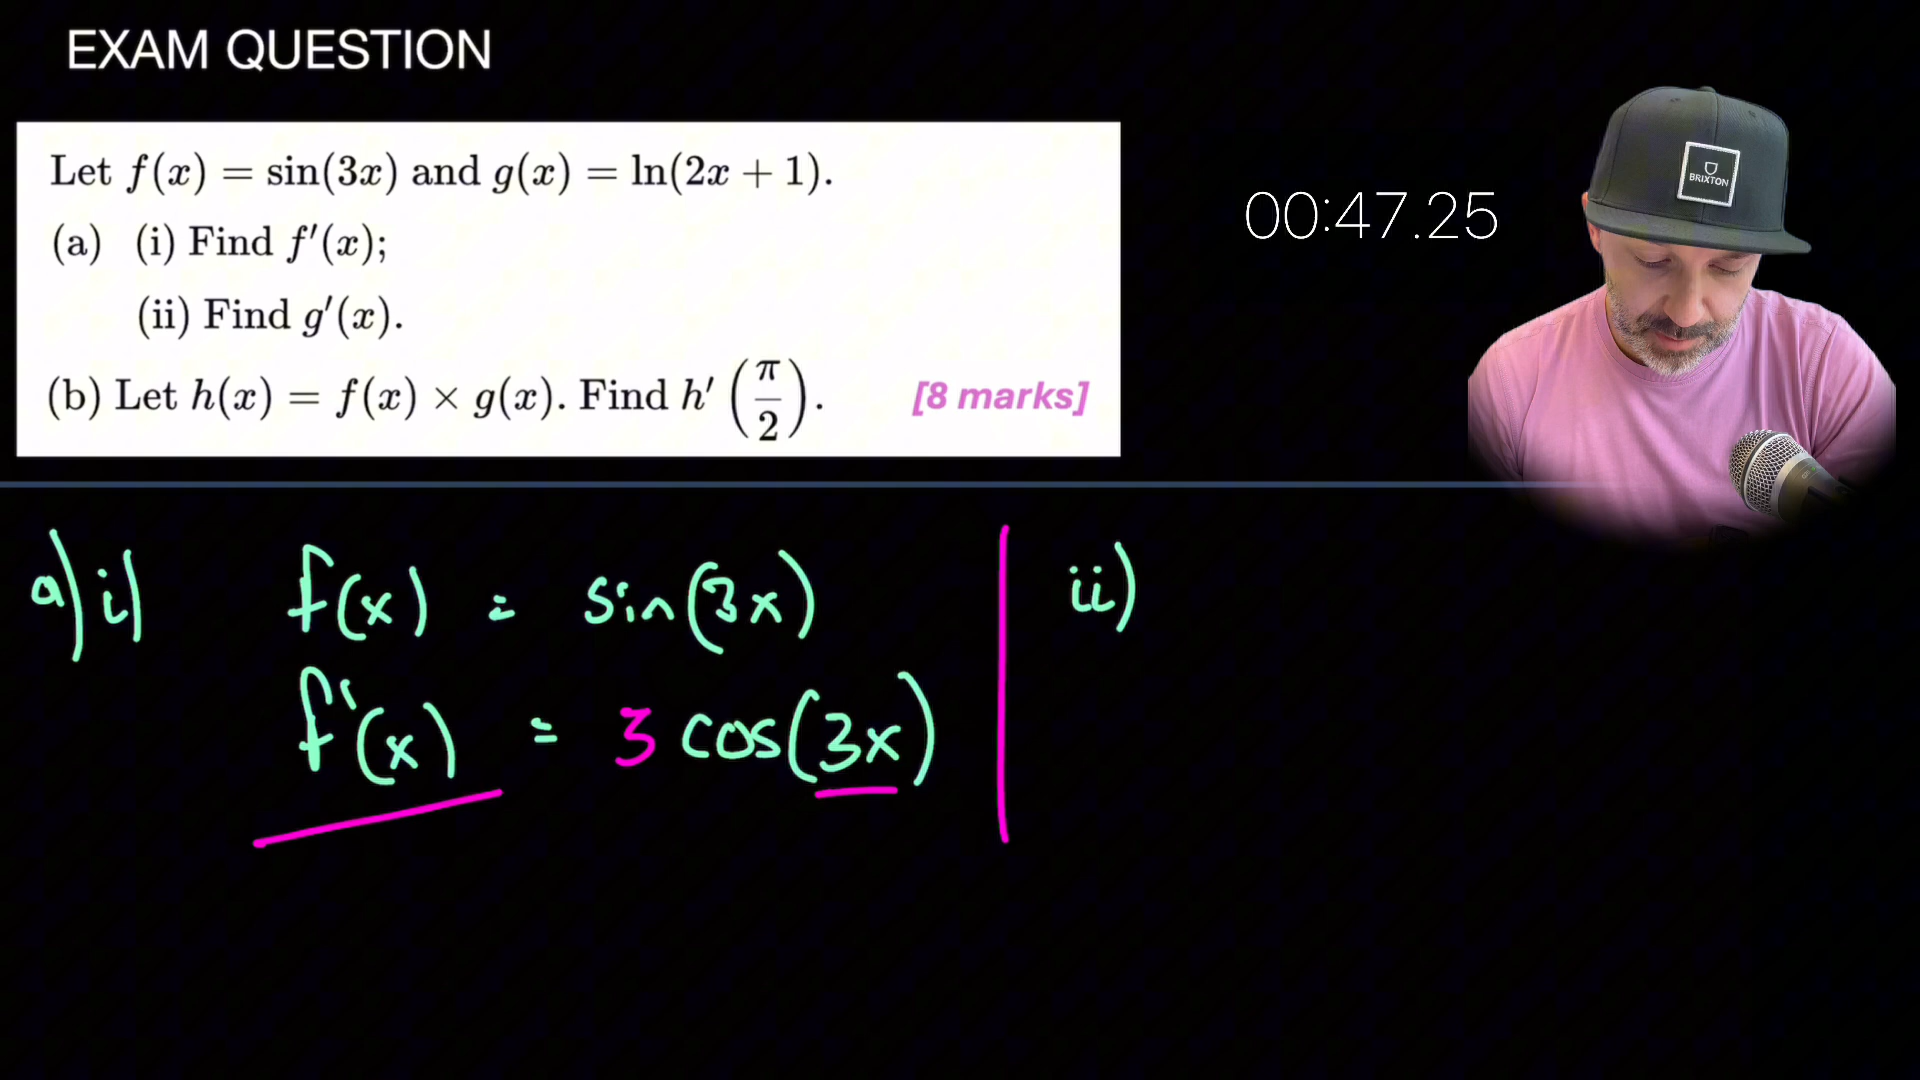 EXAM QUESTION
Let f(x) = sin(3x) and g(x) = ln(2x + 1).
(a) (i) Find f′(x);
(ii) Find g′(x).
(b) Let h(x) = f(x) × g(x). Find h′(π/2). [8 marks]
00:47.25
BRIXTON
a) i) f(x) = sin(3x)
f'(x) = 3 cos(3x)
ii)